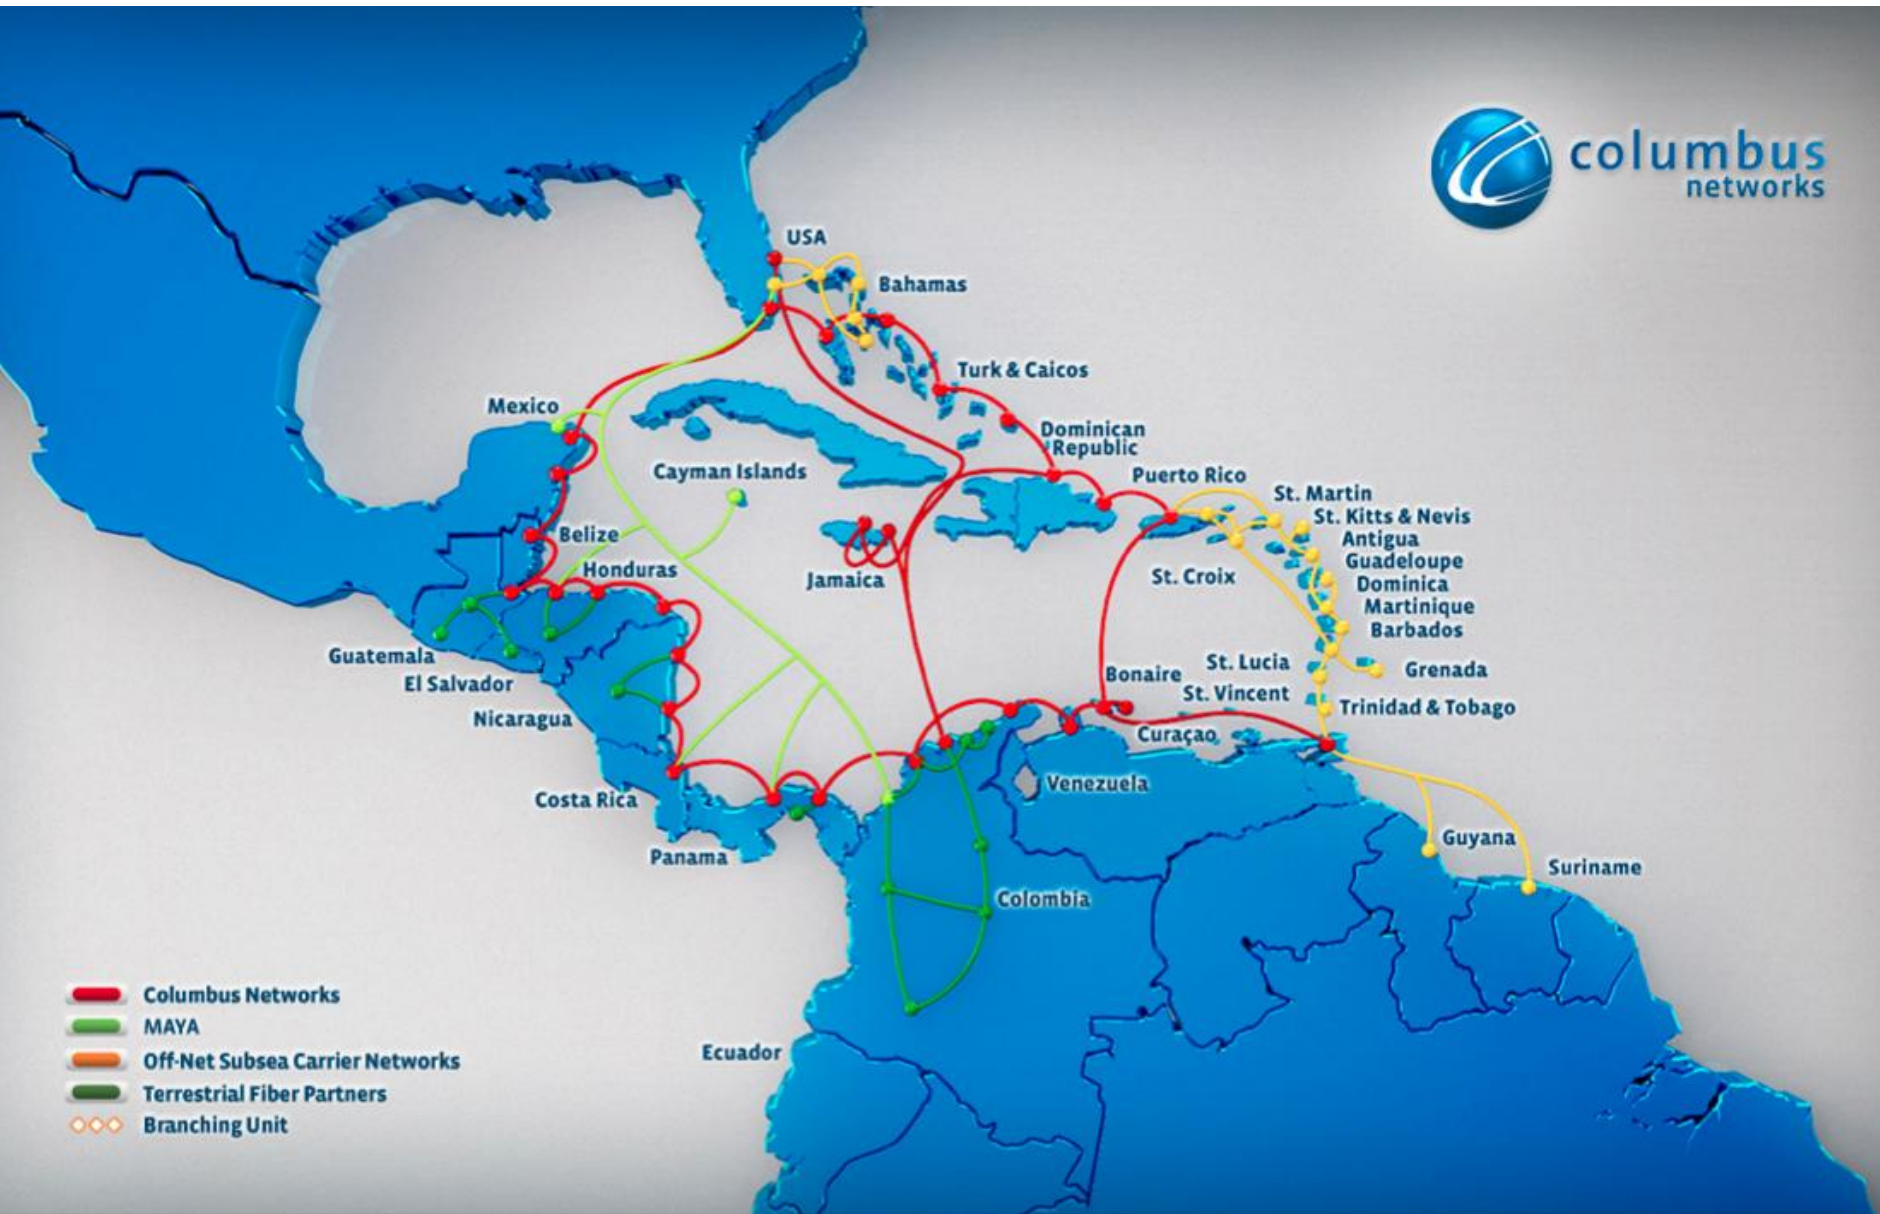 columbus
networks
USA
Bahamas
Turk & Caicos
Mexico
Dominican
Republic
Cayman Islands
Puerto Rico
St. Martin
St. Kitts & Nevis
Belize
Antigua
Guadeloupe
Honduras
Jamaica
St. Croix
Dominica
Martinique
Barbados
Guatemala
St. Lucia
Grenada
El Salvador
Bonaire
St. Vincent
Nicaragua
Trinidad & Tobago
Curaçao
Venezuela
Costa Rica
Guyana
Panama
Suriname
Colombia
Columbus Networks
MAYA
Off-Net Subsea Carrier Networks
Ecuador
Terrestrial Fiber Partners
Branching Unit